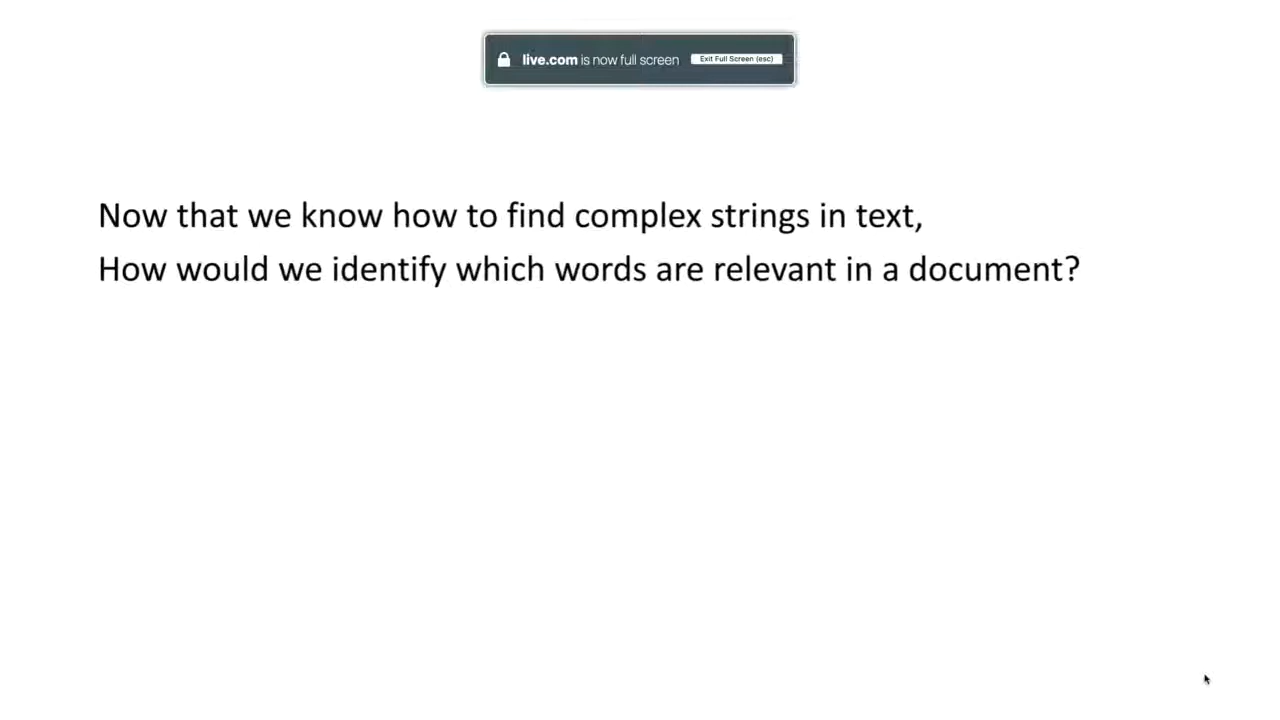 live.com is now full screen Exit Full Screen (esc)
Now that we know how to find complex strings in text,
How would we identify which words are relevant in a document?